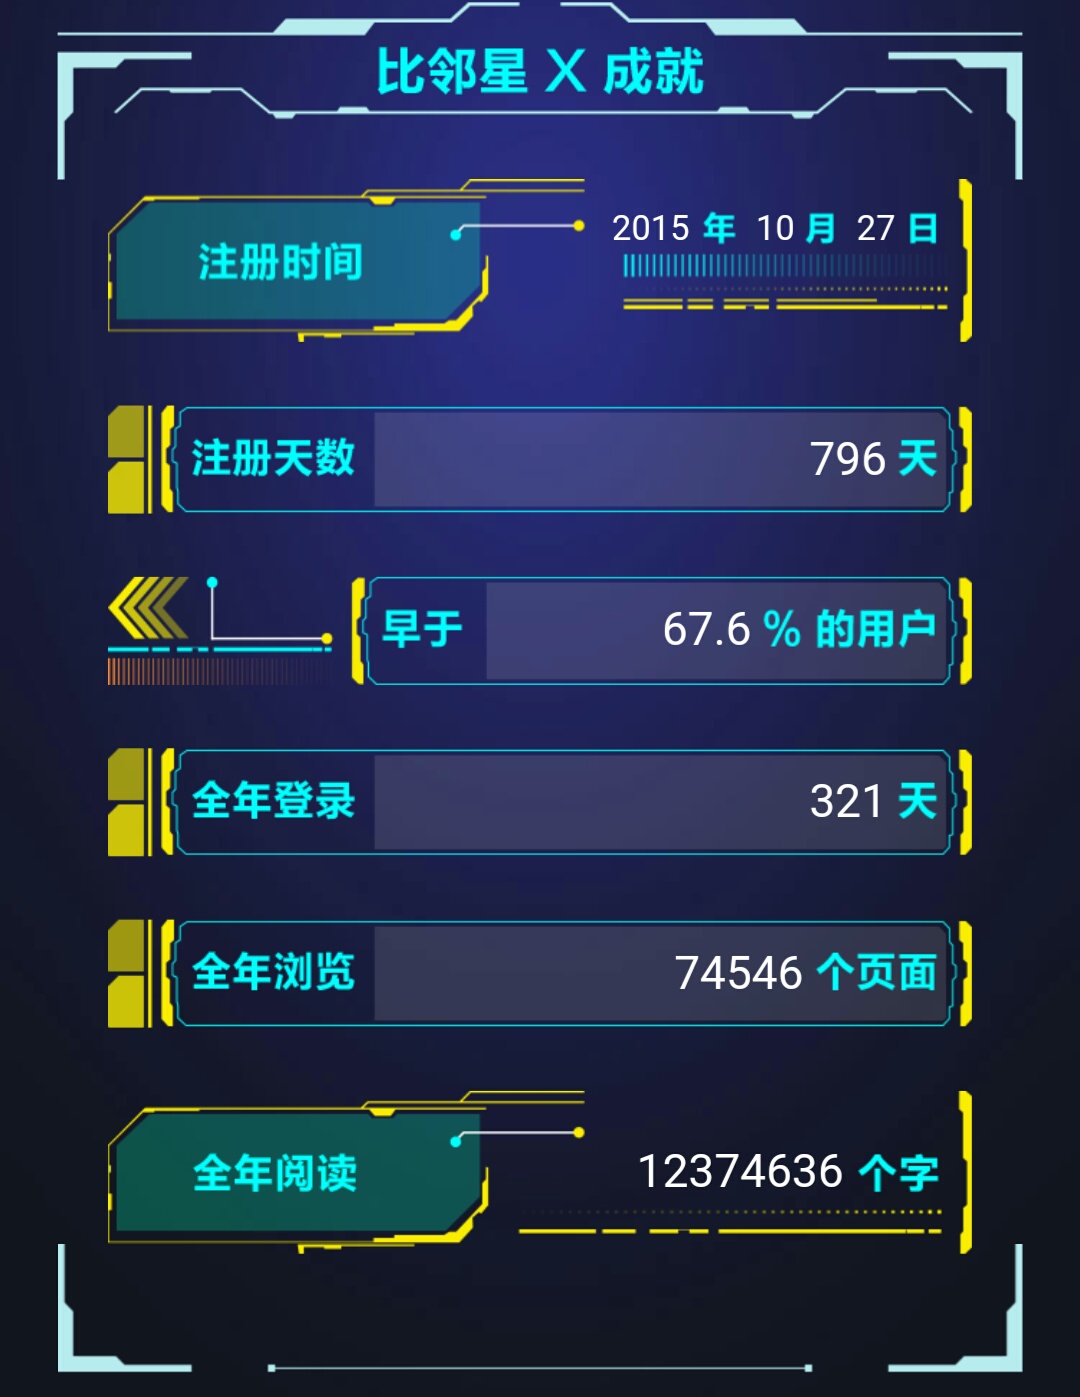 比邻星 X 成就
注册时间 2015 年 10 月 27 日
注册天数 796 天
早于 67.6 % 的用户
全年登录 321 天
全年浏览 74546 个页面
全年阅读 12374636 个字